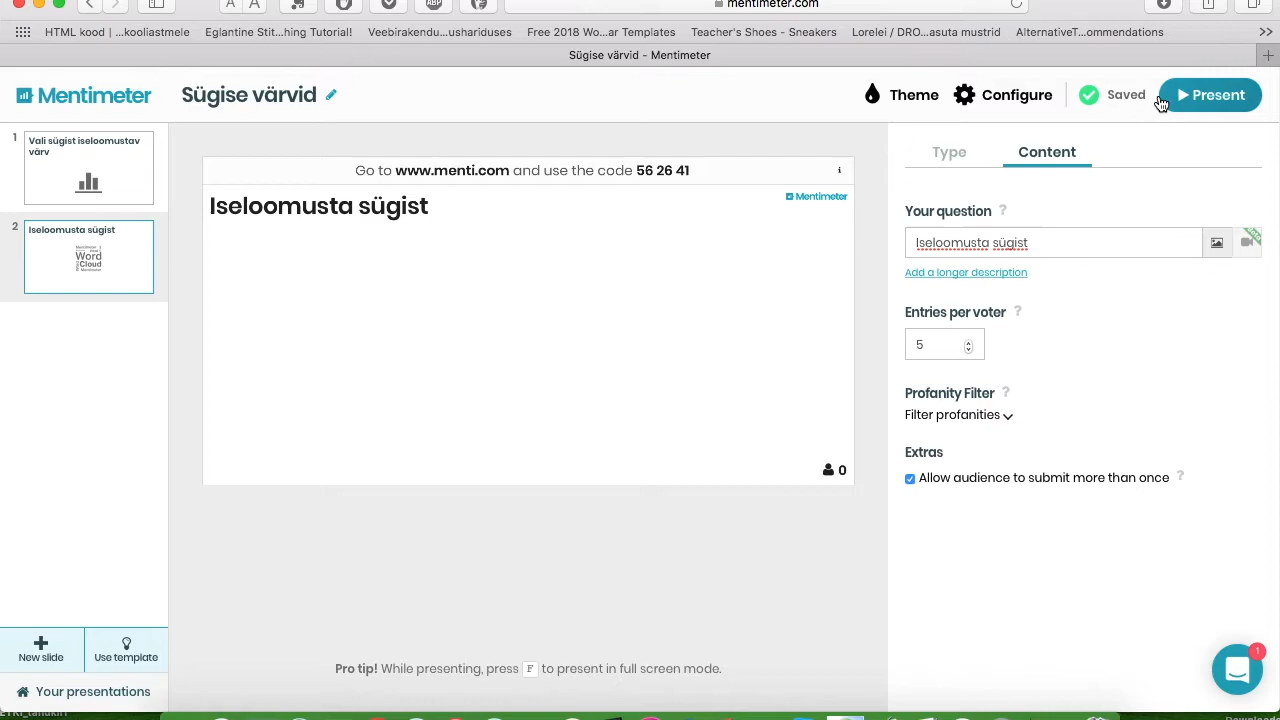 mentimeter.com
HTML kood | ...kooliastmele
Eglantine Stit...hing Tutorial!
Veebirakendu...ushariduses
Free 2018 Wo...ar Templates
Teacher's Shoes - Sneakers
Lorelei / DRO...asuta mustrid
AlternativeT...ommendations
Sügise värvid - Mentimeter
Mentimeter
Sügise värvid
Theme
Configure
Saved
Present
1
Vali sügist iseloomustav
värv
2
Iseloomusta sügist
Word
Cloud
Go to www.menti.com and use the code 56 26 41
i
Iseloomusta sügist
Mentimeter
0
Pro tip! While presenting, press F to present in full screen mode.
Type
Content
Your question ?
Iseloomusta sügist
Add a longer description
Entries per voter ?
5
Profanity Filter ?
Filter profanities
Extras
Allow audience to submit more than once ?
New slide
Use template
Your presentations
1